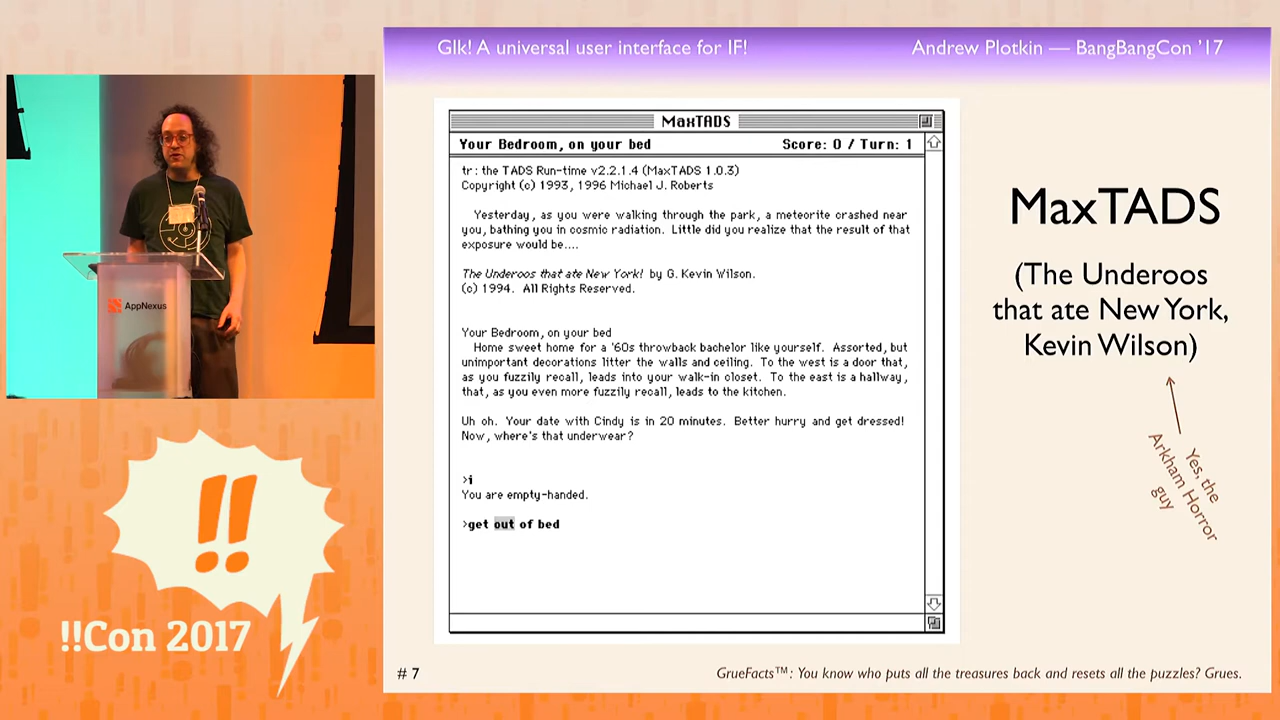 Glk! A universal user interface for IF!
Andrew Plotkin — BangBangCon '17
MaxTADS
Your Bedroom, on your bed
Score: 0 / Turn: 1
tr: the TADS Run-time v2.2.1.4 (MaxTADS 1.0.3)
Copyright (c) 1993, 1996 Michael J. Roberts
Yesterday, as you were walking through the park, a meteorite crashed near
you, bathing you in cosmic radiation. Little did you realize that the result of that
exposure would be....
The Underoos that ate New York! by G. Kevin Wilson.
(c) 1994. All Rights Reserved.
Your Bedroom, on your bed
Home sweet home for a '60s throwback bachelor like yourself. Assorted, but
unimportant decorations litter the walls and ceiling. To the west is a door that,
as you fuzzily recall, leads into your walk-in closet. To the east is a hallway,
that, as you even more fuzzily recall, leads to the kitchen.
Uh oh. Your date with Cindy is in 20 minutes. Better hurry and get dressed!
Now, where's that underwear?
>i
You are empty-handed.
>get out of bed
MaxTADS
(The Underoos
that ate New York,
Kevin Wilson)
Yes, the
Arkham Horror
guy
# 7
GrueFacts™: You know who puts all the treasures back and resets all the puzzles? Grues.
AppNexus
!!
!!Con 2017